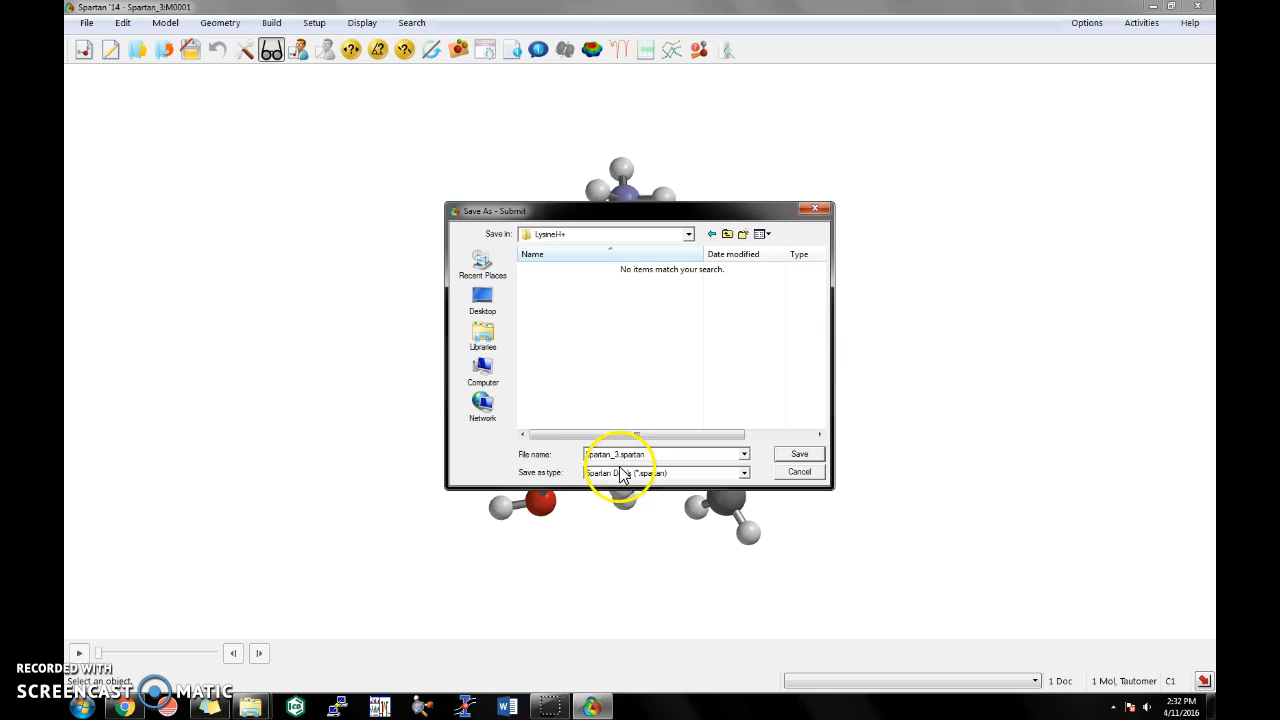 Spartan '14 - Spartan_3:M0001
File Edit Model Geometry Build Setup Display Search Options Activities Help
Save As - Submit
Save in: LysineH+
Name Date modified Type
No items match your search.
Recent Places
Desktop
Libraries
Computer
Network
File name: Spartan_3.spartan Save
Save as type: (*.spartan) Cancel
RECORDED WITH
SCREENCAST MATIC
Select an object.
1 Doc 1 Mol, Tautomer C1
2:32 PM
4/11/2016